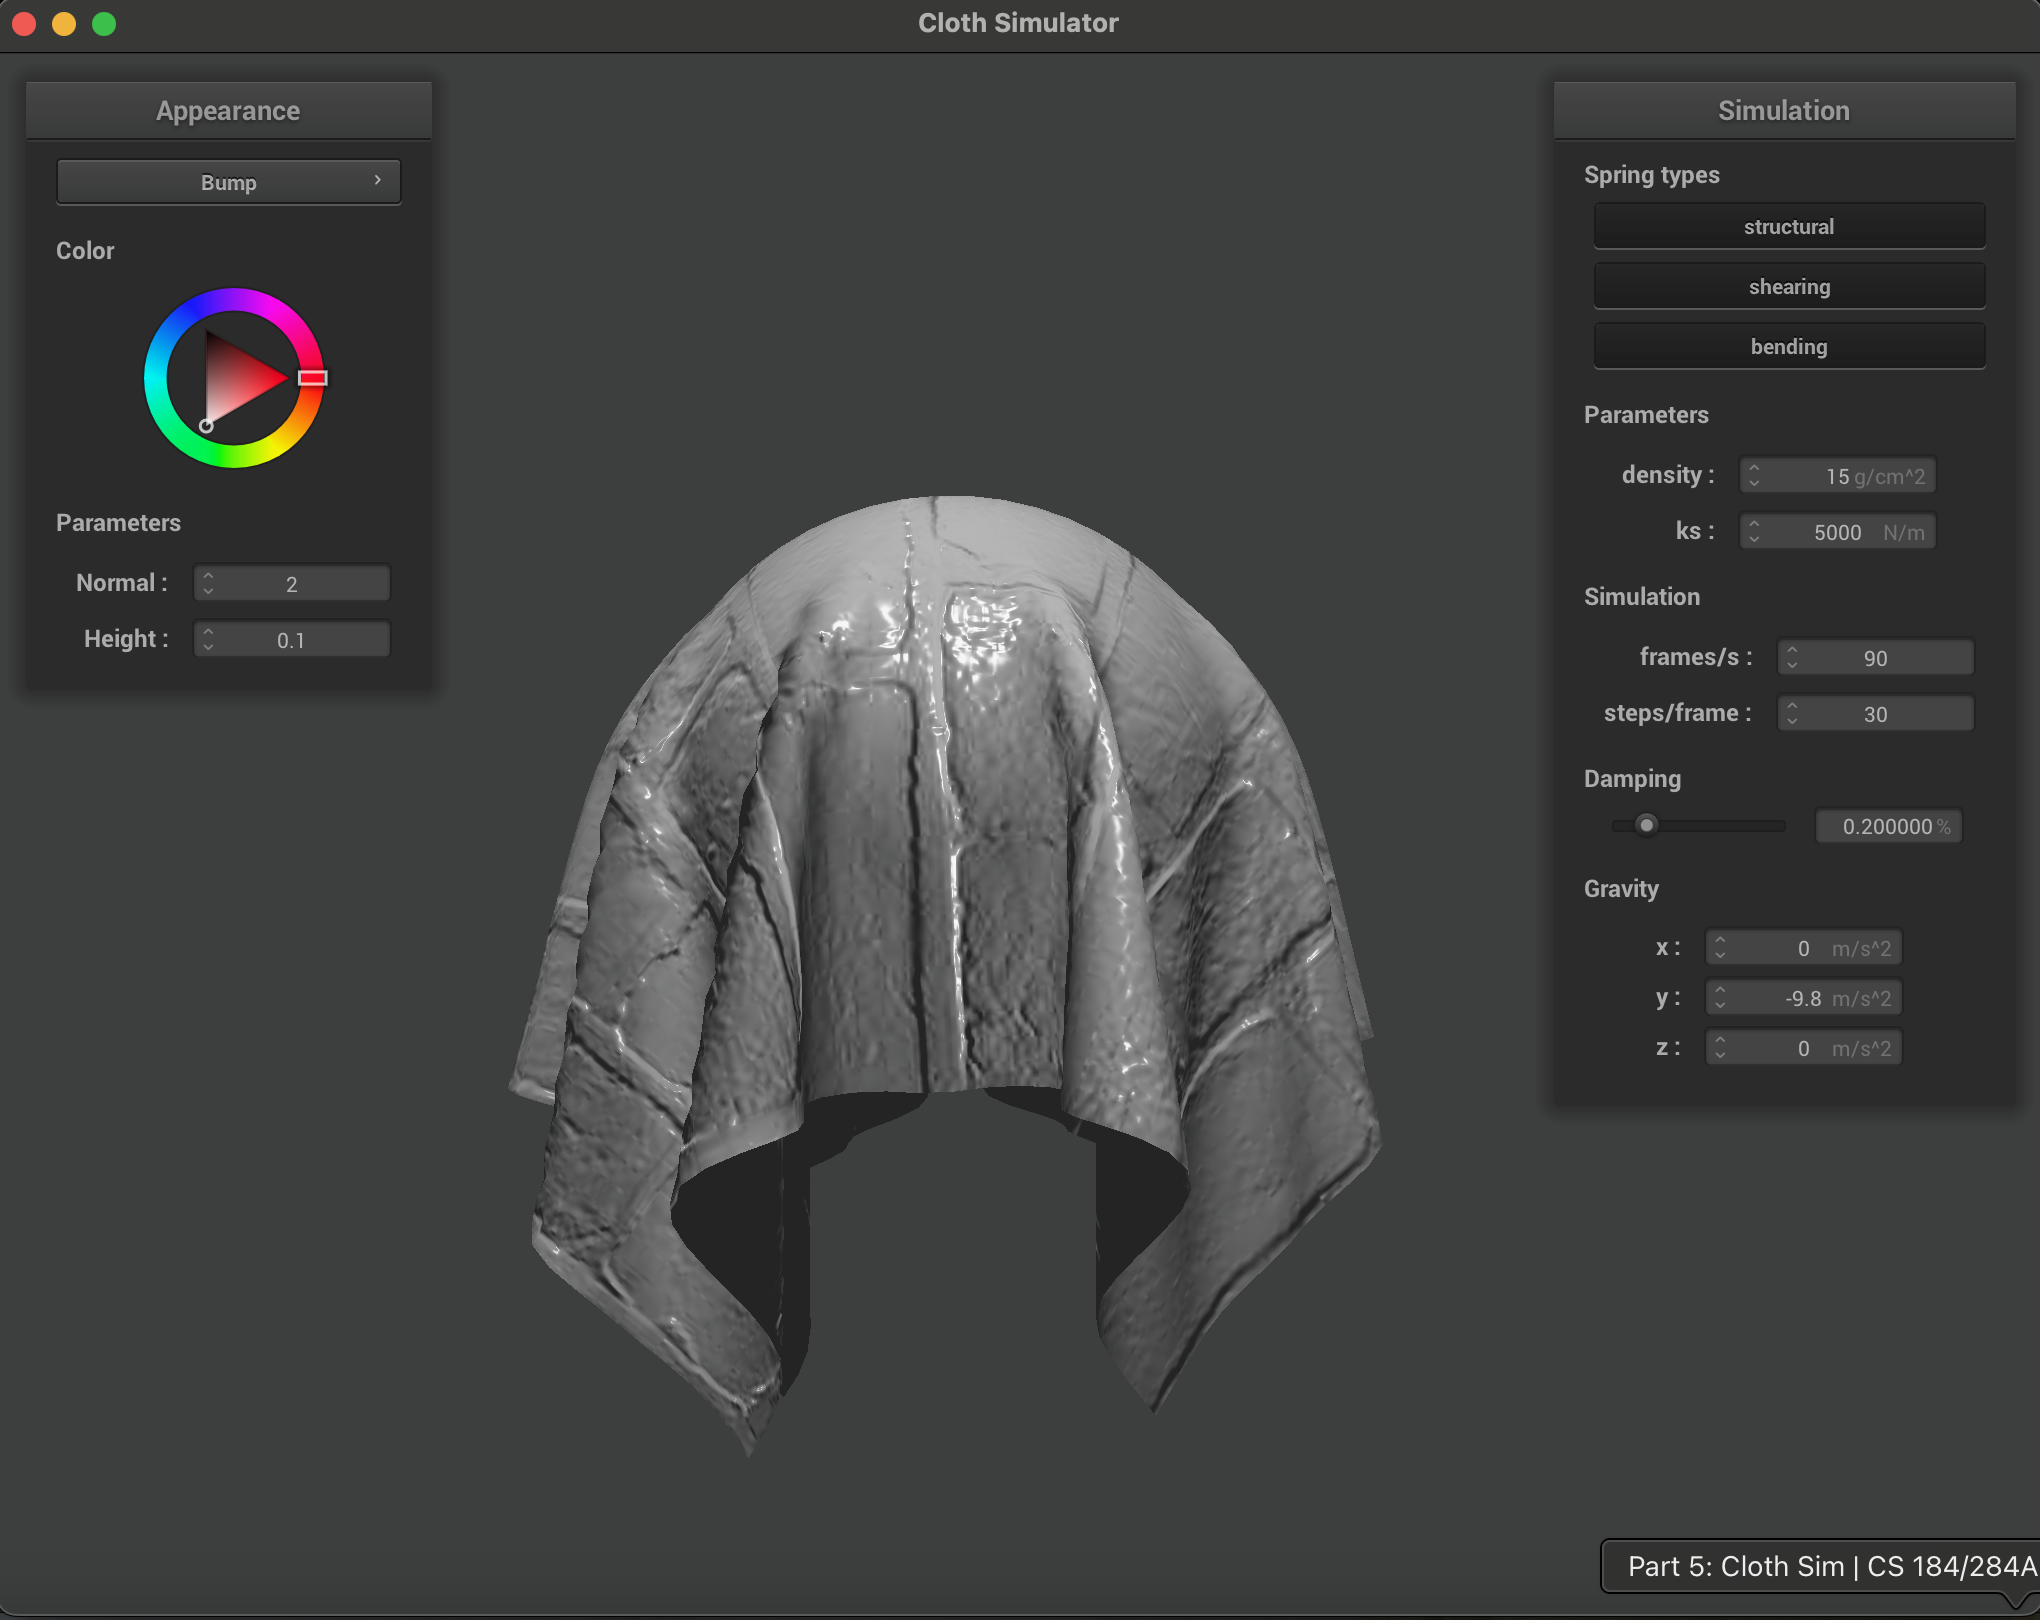 Cloth Simulator
Appearance
Bump
Color
Parameters
Normal : 2
Height : 0.1
Simulation
Spring types
structural
shearing
bending
Parameters
density : 15 g/cm^2
ks : 5000 N/m
Simulation
frames/s : 90
steps/frame : 30
Damping
0.200000 %
Gravity
x : 0 m/s^2
y : -9.8 m/s^2
z : 0 m/s^2
Part 5: Cloth Sim | CS 184/284A